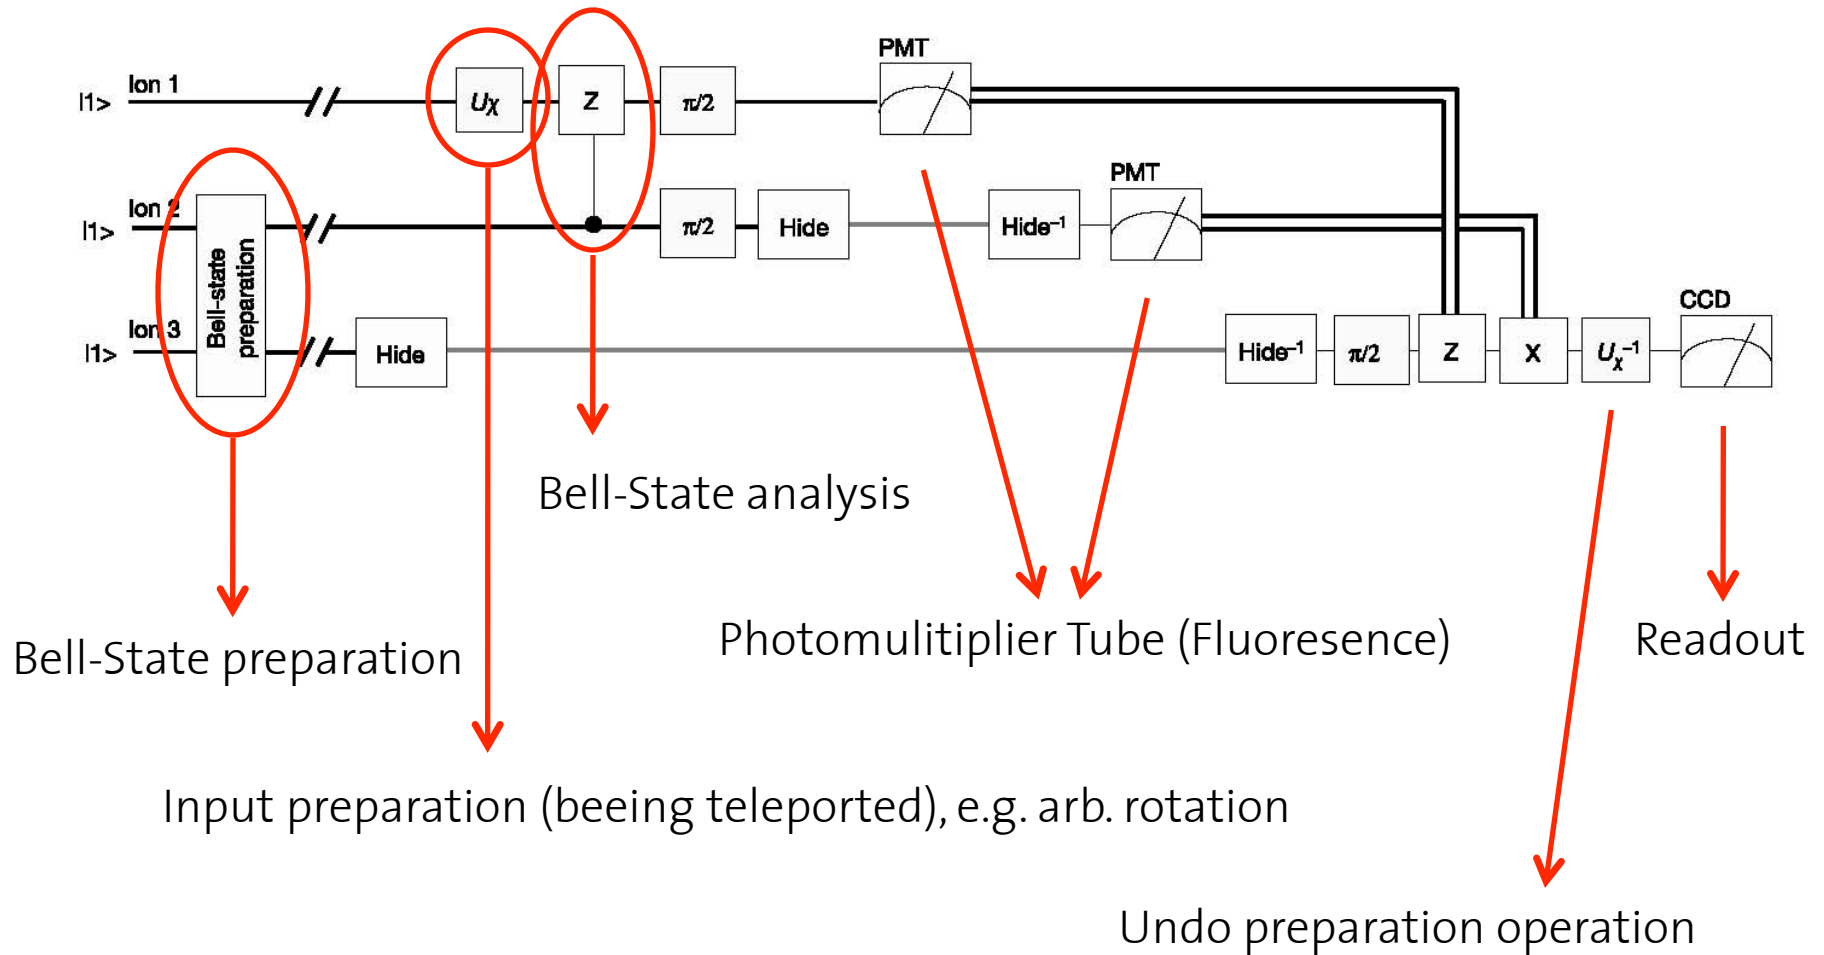 PMT
Ion 1
|1>
Uχ
Z
π/2
PMT
Ion 2
|1>
π/2
Hide
Hide⁻¹
Bell-state
preparation
CCD
Ion 3
|1>
Hide
Hide⁻¹
π/2
Z
X
Uχ⁻¹
Bell-State analysis
Bell-State preparation
Photomulitiplier Tube (Fluoresence)
Readout
Input preparation (beeing teleported), e.g. arb. rotation
Undo preparation operation